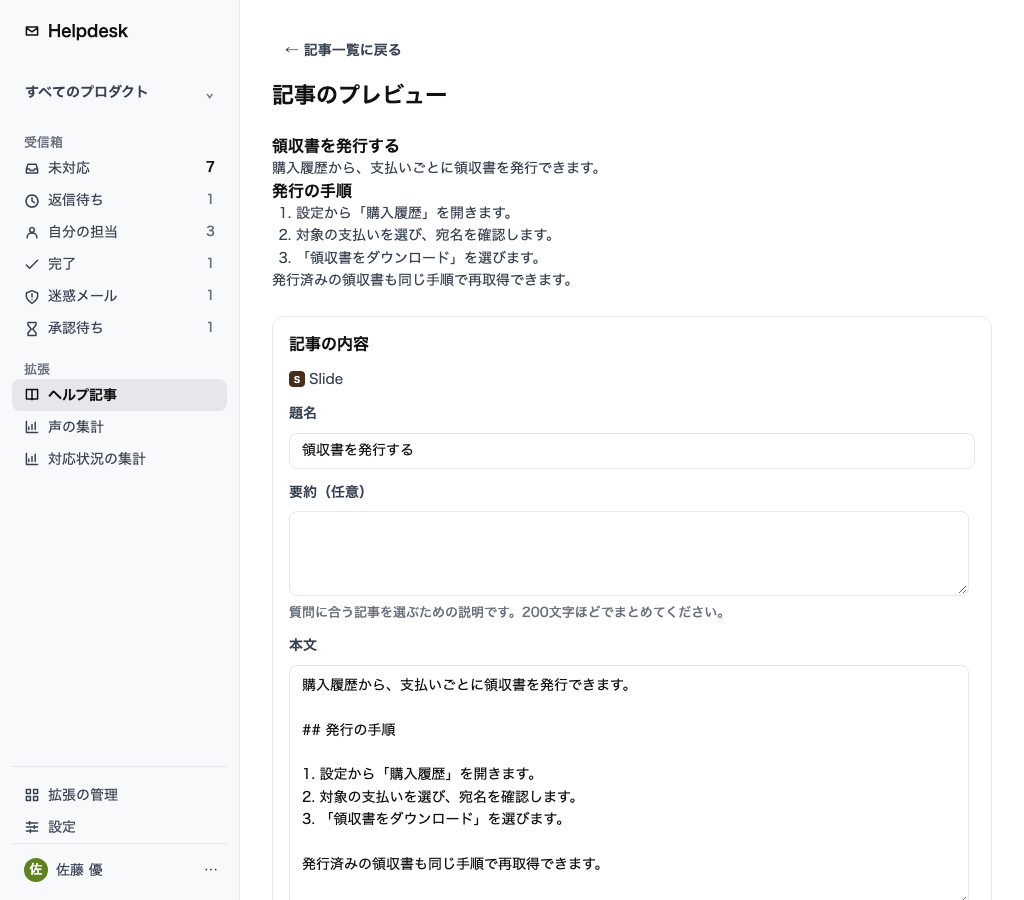 Helpdesk
すべてのプロダクト
受信箱
未対応 7
返信待ち 1
自分の担当 3
完了 1
迷惑メール 1
承認待ち 1
拡張
ヘルプ記事
声の集計
対応状況の集計
拡張の管理
設定
佐 佐藤 優 …
← 記事一覧に戻る
記事のプレビュー
領収書を発行する
購入履歴から、支払いごとに領収書を発行できます。
発行の手順
1. 設定から「購入履歴」を開きます。
2. 対象の支払いを選び、宛名を確認します。
3. 「領収書をダウンロード」を選びます。
発行済みの領収書も同じ手順で再取得できます。
記事の内容
S Slide
題名
領収書を発行する
要約（任意）
質問に合う記事を選ぶための説明です。200文字ほどでまとめてください。
本文
購入履歴から、支払いごとに領収書を発行できます。
## 発行の手順
1. 設定から「購入履歴」を開きます。
2. 対象の支払いを選び、宛名を確認します。
3. 「領収書をダウンロード」を選びます。
発行済みの領収書も同じ手順で再取得できます。